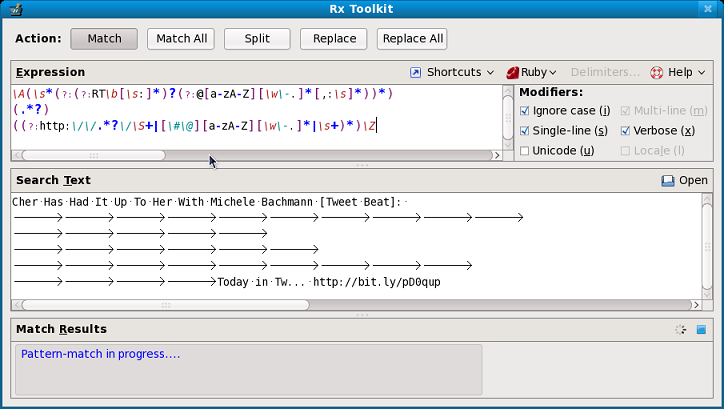 Rx Toolkit
Action: Match Match All Split Replace Replace All
Expression Shortcuts Ruby Delimiters... Help
\A(\s*(?:(?:RT\b[\s:]*)?(?:@[a-zA-Z][\w\-.]*[,:\s]*))*)
(.*?)
((?:http:\/\/.*?\/\S+|[\#\@][a-zA-Z][\w\-.]*|\s+)*)\Z
Modifiers:
Ignore case (i) Multi-line (m)
Single-line (s) Verbose (x)
Unicode (u) Locale (l)
Search Text Open
Cher·Has·Had·It·Up·To·Her·With·Michele·Bachmann·[Tweet·Beat]:·
Today·in·Tw...·http://bit.ly/pD0qup
Match Results
Pattern-match in progress....